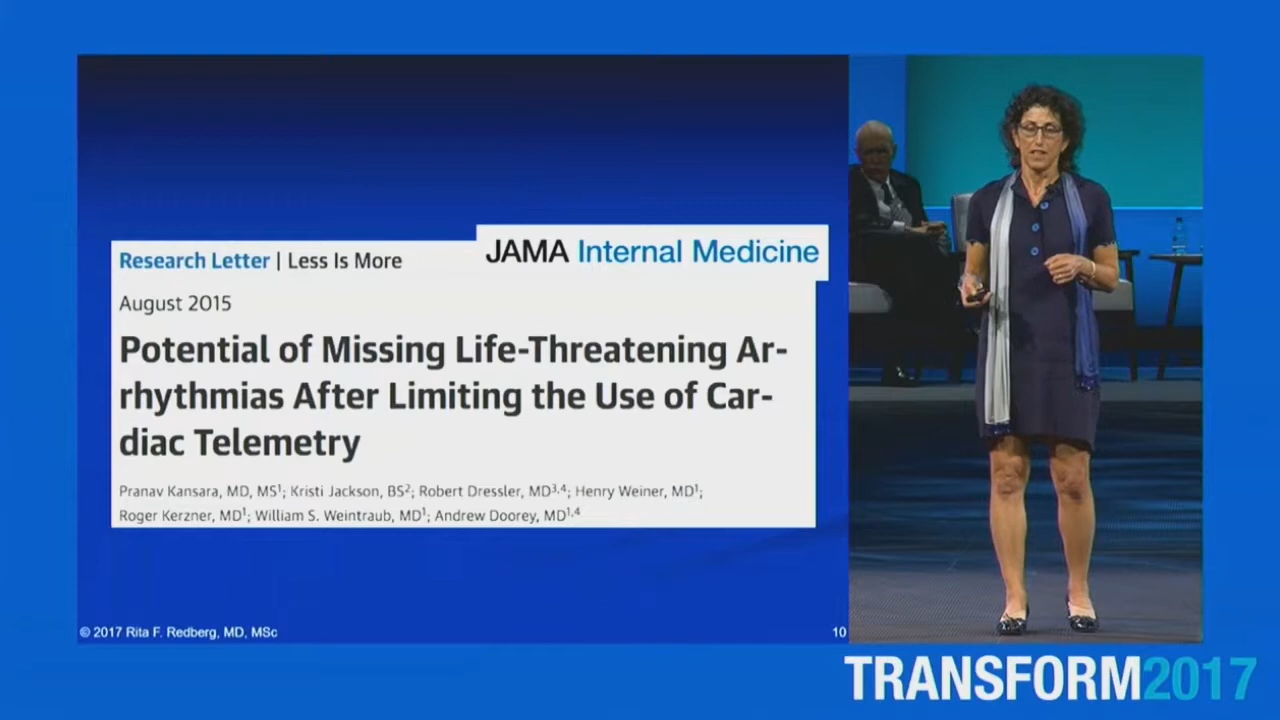 JAMA Internal Medicine
Research Letter | Less Is More
August 2015
Potential of Missing Life-Threatening Ar-
rhythmias After Limiting the Use of Car-
diac Telemetry
Pranav Kansara, MD, MS1; Kristi Jackson, BS2; Robert Dressler, MD3,4; Henry Weiner, MD1;
Roger Kerzner, MD1; William S. Weintraub, MD1; Andrew Doorey, MD1,4
© 2017 Rita F. Redberg, MD, MSc
10
TRANSFORM2017